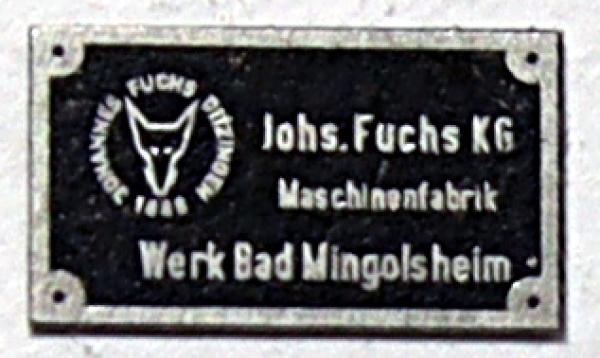 JOHANNES FUCHS DITZINGEN
1888
Johs. Fuchs KG
Maschinenfabrik
Werk Bad Mingolsheim